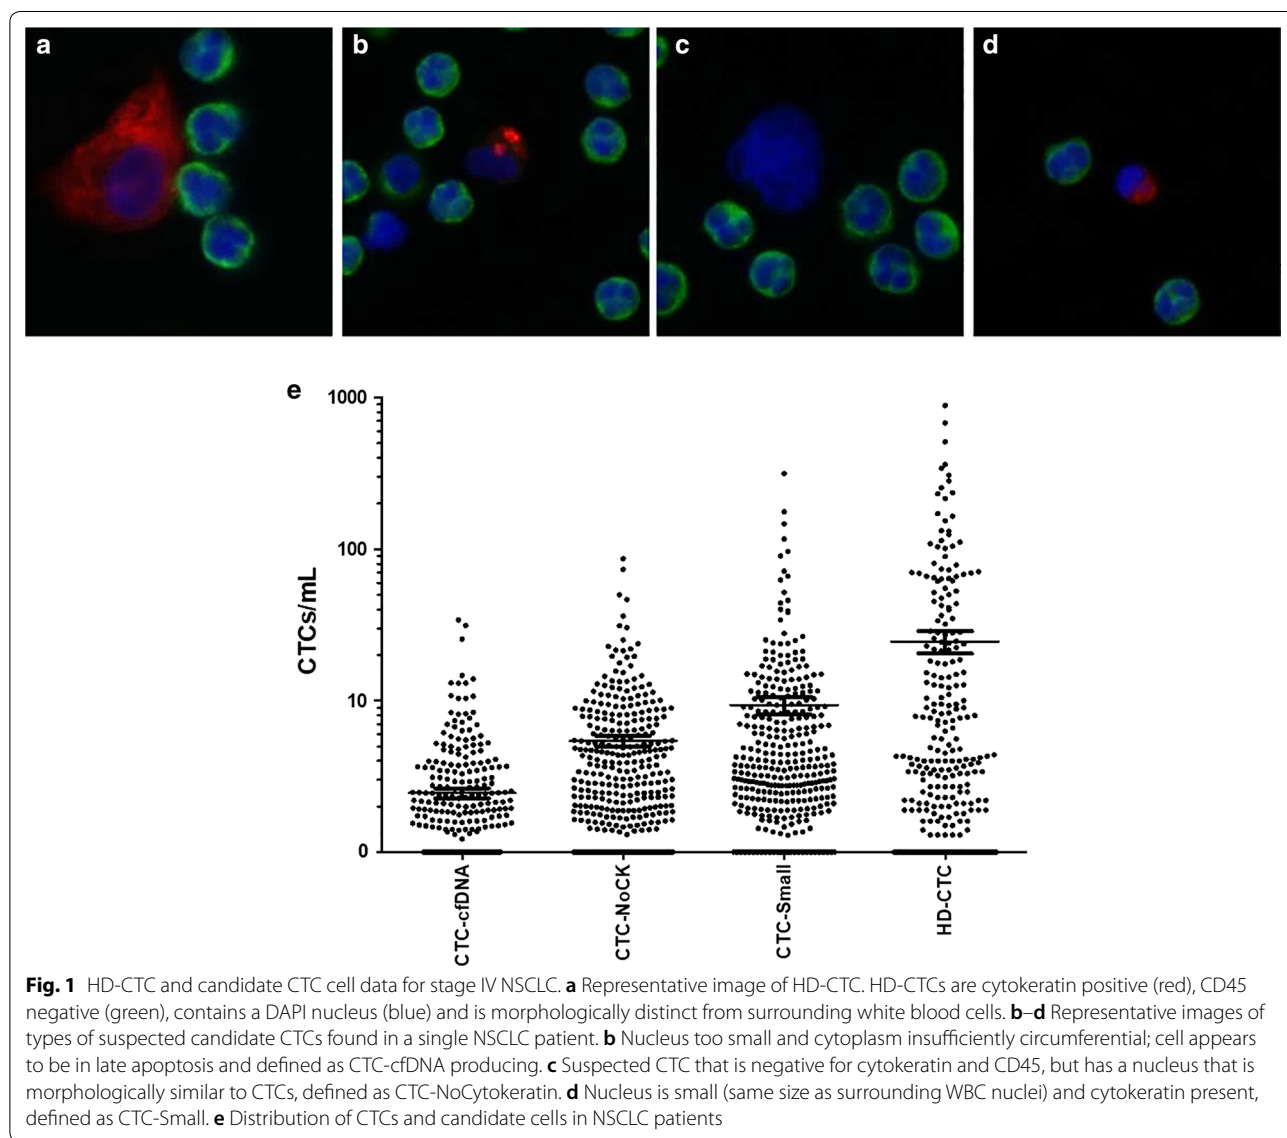 a
b
c
d
e
1000
100
10
0
CTCs/mL
CTC-cfDNA
CTC-NoCK
CTC-Small
HD-CTC
Fig. 1 HD-CTC and candidate CTC cell data for stage IV NSCLC. a Representative image of HD-CTC. HD-CTCs are cytokeratin positive (red), CD45
negative (green), contains a DAPI nucleus (blue) and is morphologically distinct from surrounding white blood cells. b–d Representative images of
types of suspected candidate CTCs found in a single NSCLC patient. b Nucleus too small and cytoplasm insufficiently circumferential; cell appears
to be in late apoptosis and defined as CTC-cfDNA producing. c Suspected CTC that is negative for cytokeratin and CD45, but has a nucleus that is
morphologically similar to CTCs, defined as CTC-NoCytokeratin. d Nucleus is small (same size as surrounding WBC nuclei) and cytokeratin present,
defined as CTC-Small. e Distribution of CTCs and candidate cells in NSCLC patients